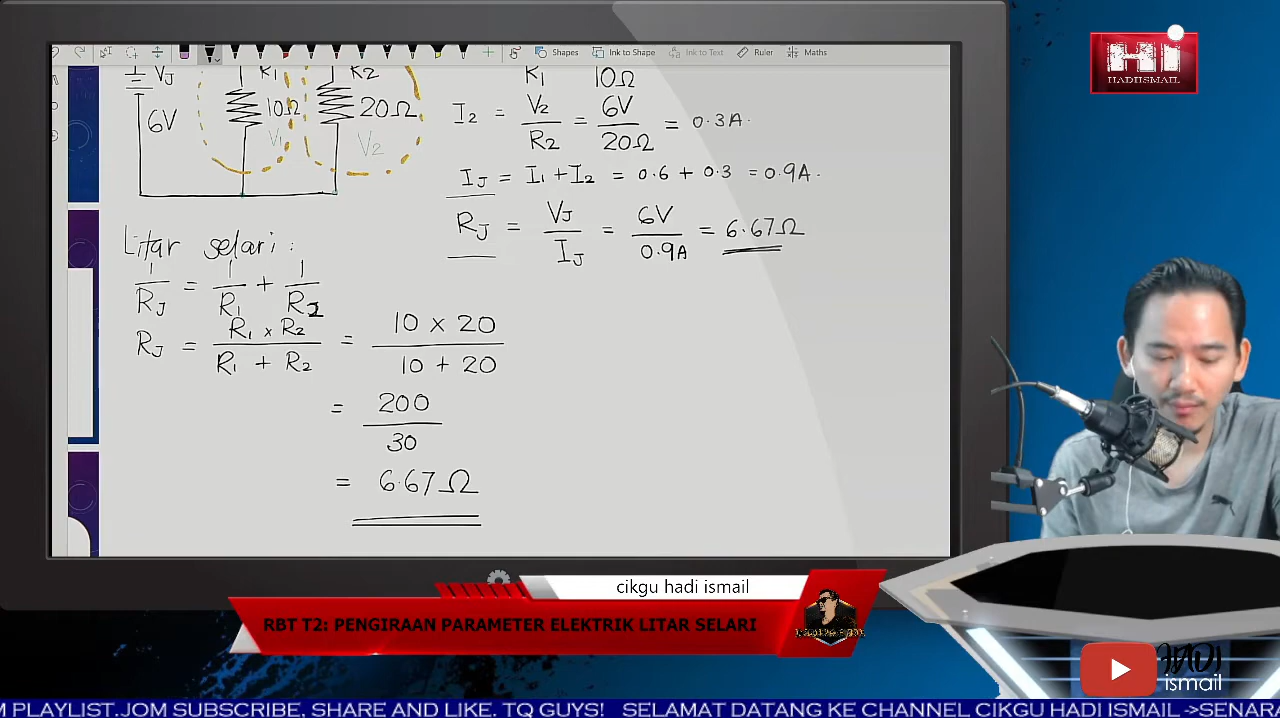 Shapes Ink to Shape Ink to Text Ruler Maths
VJ R1 R2
6V 10Ω 20Ω
V1 V2
R1 10Ω
I2 = V2/R2 = 6V/20Ω = 0.3A.
IJ = I1 + I2 = 0.6 + 0.3 = 0.9A.
RJ = VJ/IJ = 6V/0.9A = 6.67Ω
Litar selari :
1/RJ = 1/R1 + 1/R2
RJ = R1 x R2/R1 + R2 = 10 x 20/10 + 20
= 200/30
= 6.67Ω
Hi
HADIISMAIL
cikgu hadi ismail
RBT T2: PENGIRAAN PARAMETER ELEKTRIK LITAR SELARI
HADI
ismail
M PLAYLIST.JOM SUBSCRIBE, SHARE AND LIKE. TQ GUYS! SELAMAT DATANG KE CHANNEL CIKGU HADI ISMAIL ->SENARA